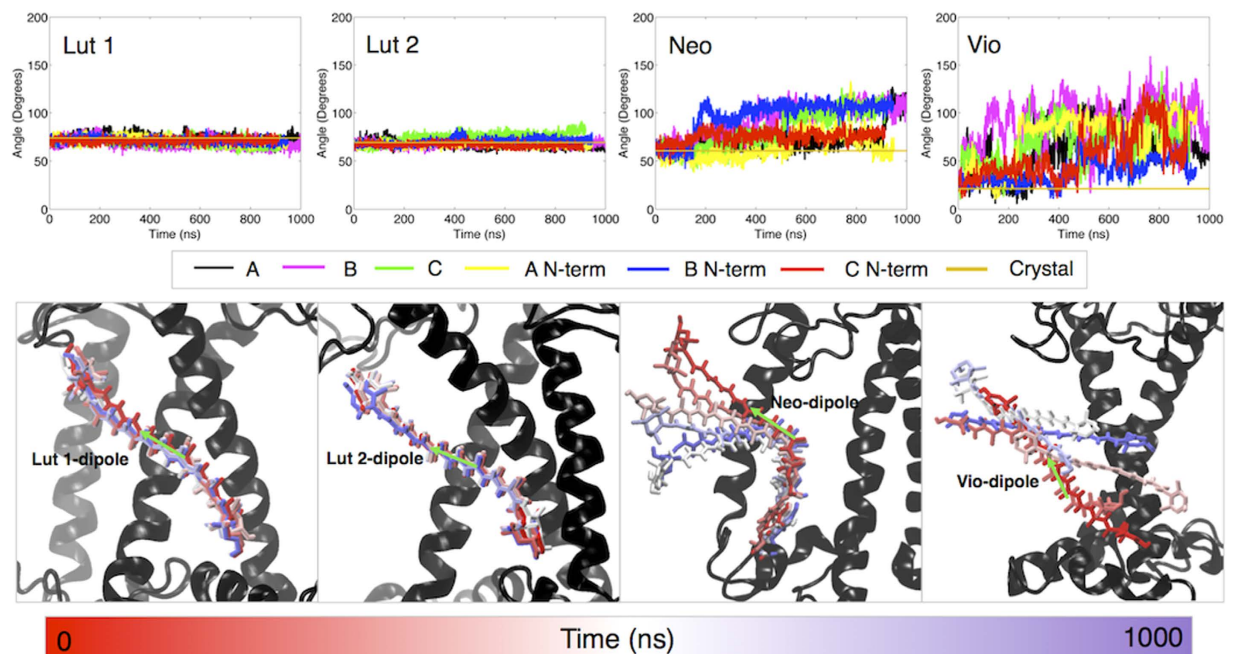 200
150
100
50
0
Angle (Degrees)
Lut 1
0 200 400 600 800 1000
Time (ns)
200
150
100
50
0
Angle (Degrees)
Lut 2
0 200 400 600 800 1000
Time (ns)
200
150
100
50
0
Angle (Degrees)
Neo
0 200 400 600 800 1000
Time (ns)
200
150
100
50
0
Angle (Degrees)
Vio
0 200 400 600 800 1000
Time (ns)
A B C A N-term B N-term C N-term Crystal
Lut 1-dipole
Lut 2-dipole
Neo-dipole
Vio-dipole
0 Time (ns) 1000